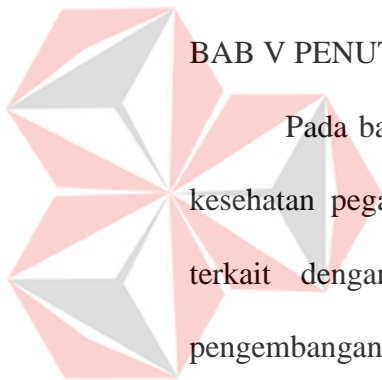 BAB V PENUT
Pada ba
kesehatan pega
terkait dengan
pengembangan